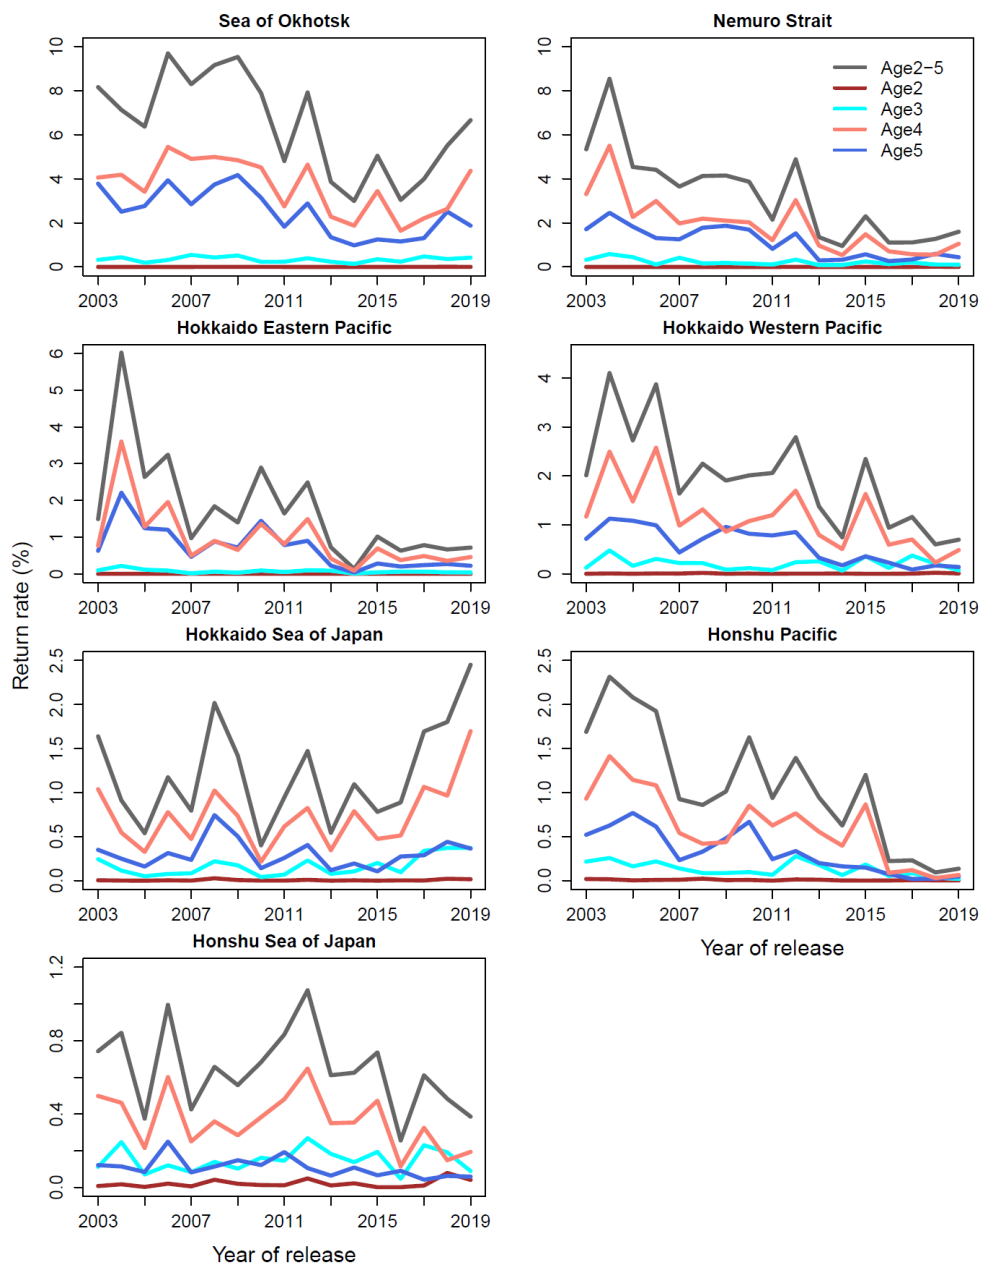 Sea of Okhotsk
10
8
6
4
2
0
2003 2007 2011 2015 2019
Nemuro Strait
10
8
6
4
2
0
2003 2007 2011 2015 2019
Age2−5
Age2
Age3
Age4
Age5
Hokkaido Eastern Pacific
6
5
4
3
2
1
0
2003 2007 2011 2015 2019
Hokkaido Western Pacific
4
3
2
1
0
2003 2007 2011 2015 2019
Return rate (%)
Hokkaido Sea of Japan
2.5
2.0
1.5
1.0
0.5
0.0
2003 2007 2011 2015 2019
Honshu Pacific
2.5
2.0
1.5
1.0
0.5
0.0
2003 2007 2011 2015 2019
Year of release
Honshu Sea of Japan
1.2
0.8
0.4
0.0
2003 2007 2011 2015 2019
Year of release